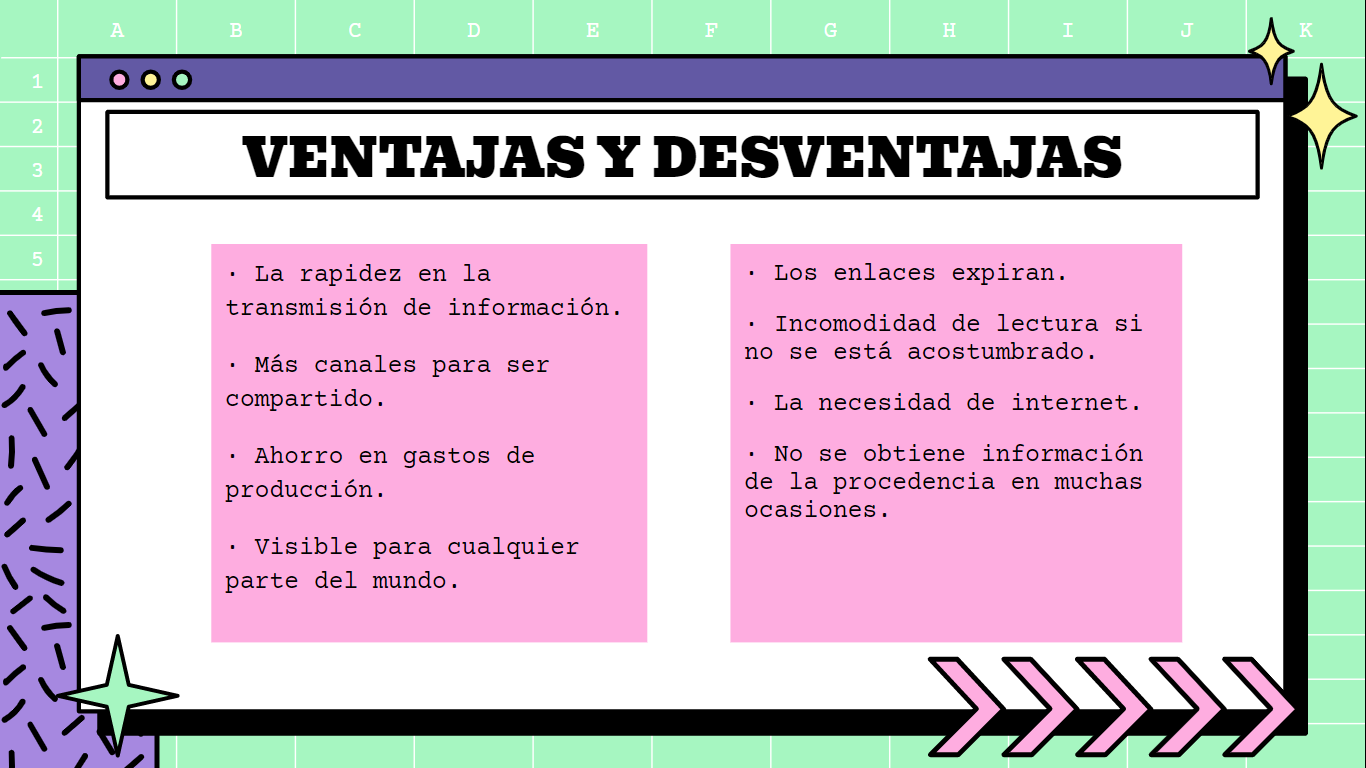 A B C D E F G H I J K
1
2
3
4
5
VENTAJAS Y DESVENTAJAS
· La rapidez en la
transmisión de información.
· Más canales para ser
compartido.
· Ahorro en gastos de
producción.
· Visible para cualquier
parte del mundo.
· Los enlaces expiran.
· Incomodidad de lectura si
no se está acostumbrado.
· La necesidad de internet.
· No se obtiene información
de la procedencia en muchas
ocasiones.